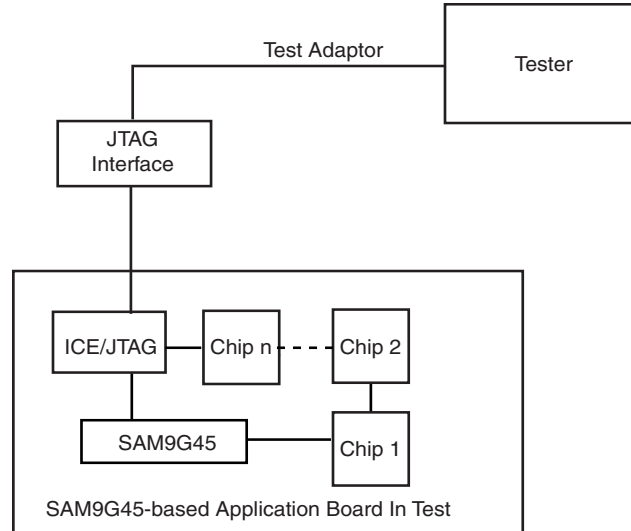 Test Adaptor
Tester
JTAG
Interface
ICE/JTAG
Chip n
Chip 2
SAM9G45
Chip 1
SAM9G45-based Application Board In Test